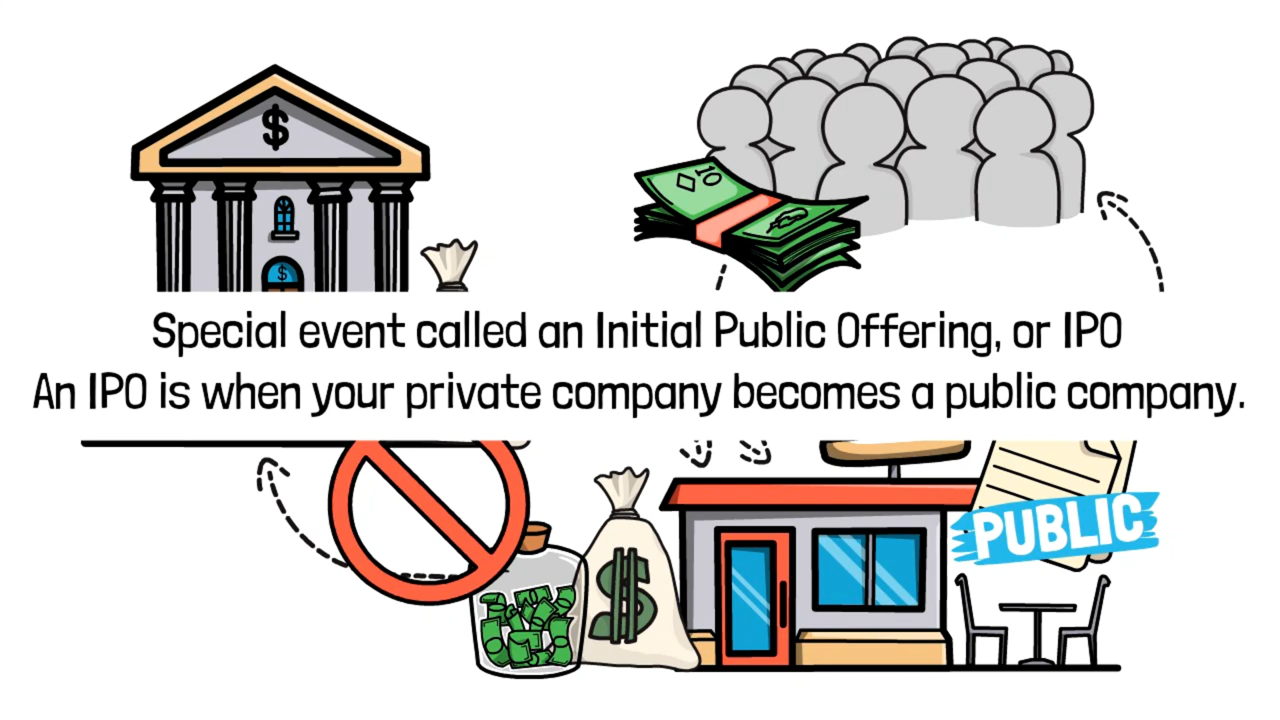 $
$
10
Special event called an Initial Public Offering, or IPO
An IPO is when your private company becomes a public company.
PUBLIC
$